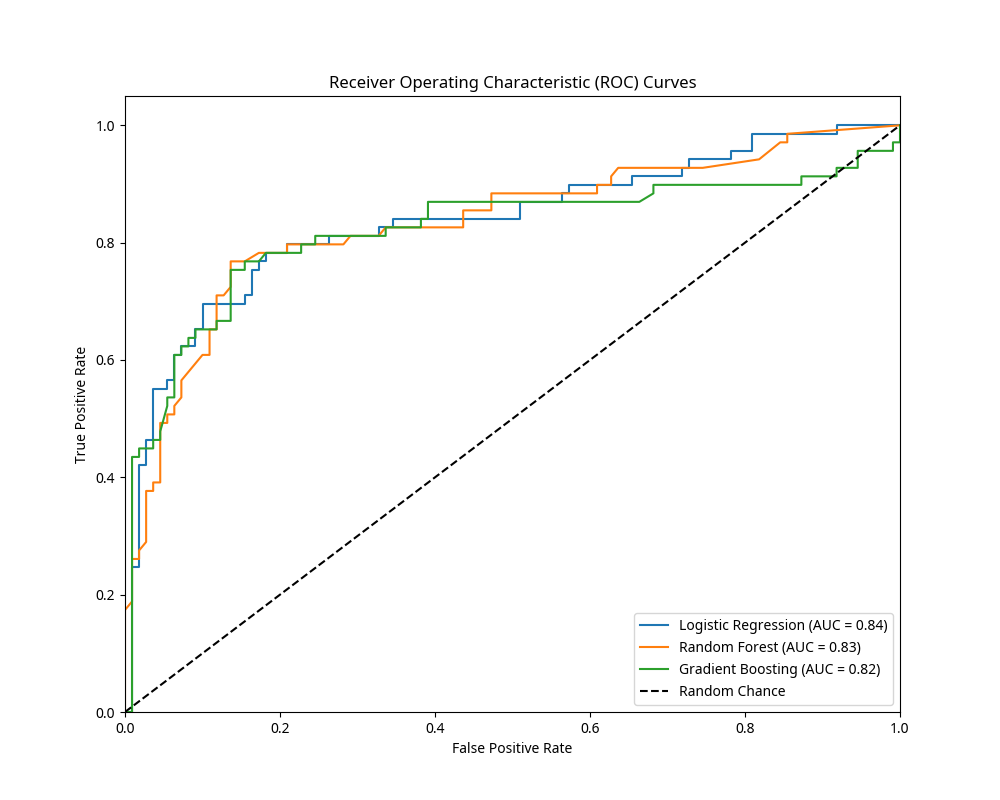 Receiver Operating Characteristic (ROC) Curves
True Positive Rate
1.0
0.8
0.6
0.4
0.2
0.0
Logistic Regression (AUC = 0.84)
Random Forest (AUC = 0.83)
Gradient Boosting (AUC = 0.82)
Random Chance
0.0 0.2 0.4 0.6 0.8 1.0
False Positive Rate